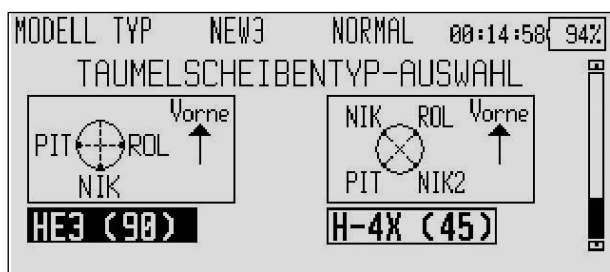 MODELL TYP NEW3 NORMAL 00:14:58 94%
TAUMELSCHEIBENTYP-AUSWAHL
Vorne
PIT ROL
NIK
HE3 (90)
NIK ROL Vorne
PIT NIK2
H-4X (45)